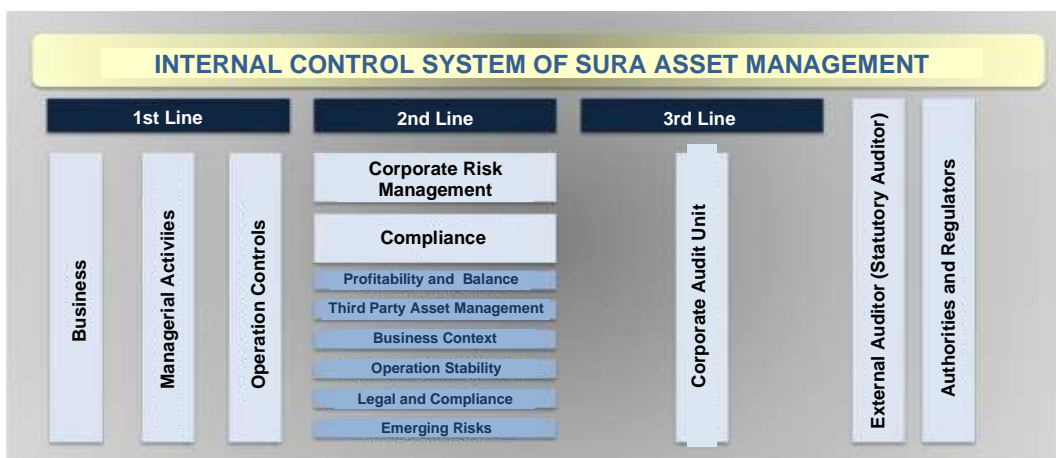 INTERNAL CONTROL SYSTEM OF SURA ASSET MANAGEMENT
1st Line
2nd Line
3rd Line
Business
Managerial Activiies
Operation Controls
Corporate Risk
Management
Compliance
Profitability and Balance
Third Party Asset Management
Business Context
Operation Stability
Legal and Compliance
Emerging Risks
Corporate Audit Unit
External Auditor (Statutory Auditor)
Authorities and Regulators